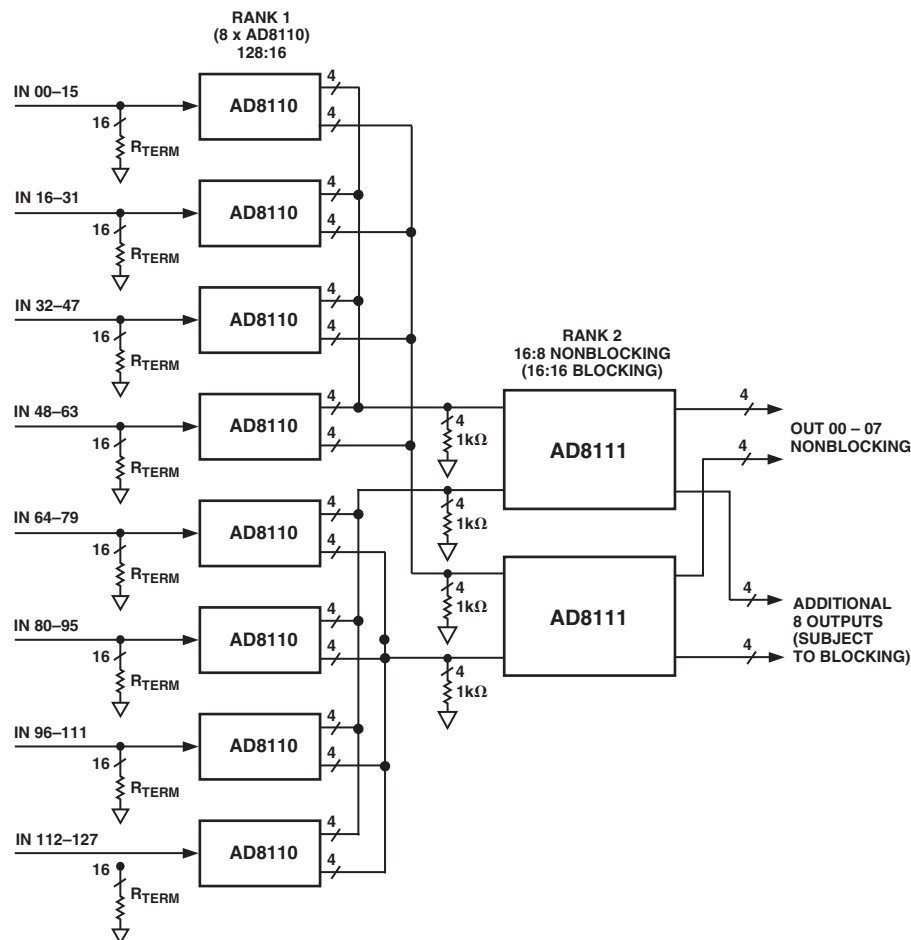 RANK 1
(8 x AD8110)
128:16
IN 00–15
16
RTERM
AD8110
4
4
IN 16–31
16
RTERM
AD8110
4
4
IN 32–47
16
RTERM
AD8110
4
4
IN 48–63
16
RTERM
AD8110
4
4
IN 64–79
16
RTERM
AD8110
4
4
IN 80–95
16
RTERM
AD8110
4
4
IN 96–111
16
RTERM
AD8110
4
4
IN 112–127
16
RTERM
AD8110
4
4
RANK 2
16:8 NONBLOCKING
(16:16 BLOCKING)
4
1kΩ
4
1kΩ
AD8111
4
1kΩ
4
1kΩ
AD8111
4
4
OUT 00 – 07
NONBLOCKING
4
4
ADDITIONAL
8 OUTPUTS
(SUBJECT
TO BLOCKING)